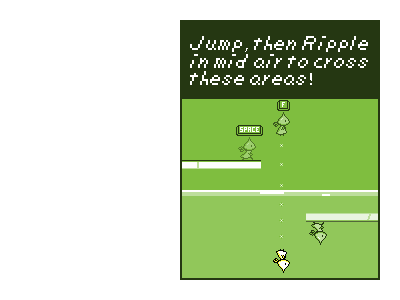 Jump, then Ripple
in mid air to cross
these areas!
F
SPACE